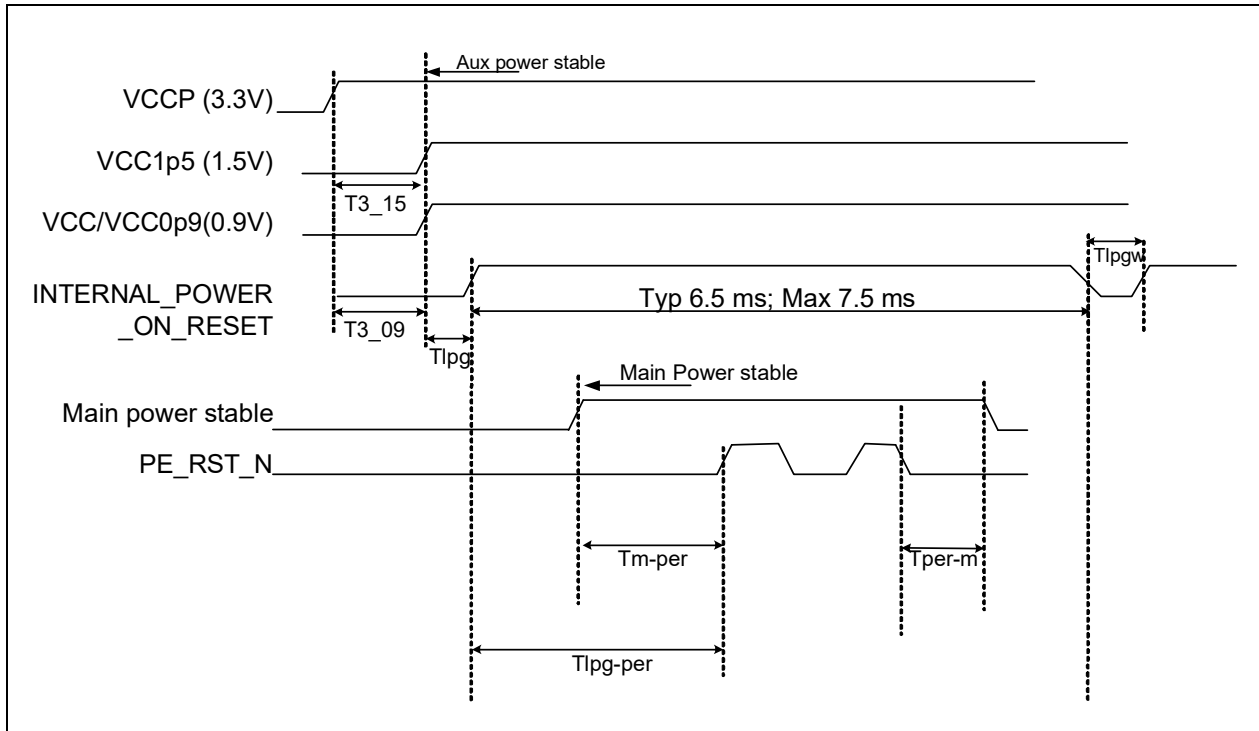 Aux power stable
VCCP (3.3V)
VCC1p5 (1.5V)
T3_15
VCC/VCC0p9(0.9V)
Tlpgw
INTERNAL_POWER
_ON_RESET
Typ 6.5 ms; Max 7.5 ms
T3_09
Tlpg
Main Power stable
Main power stable
PE_RST_N
Tm-per
Tper-m
Tlpg-per